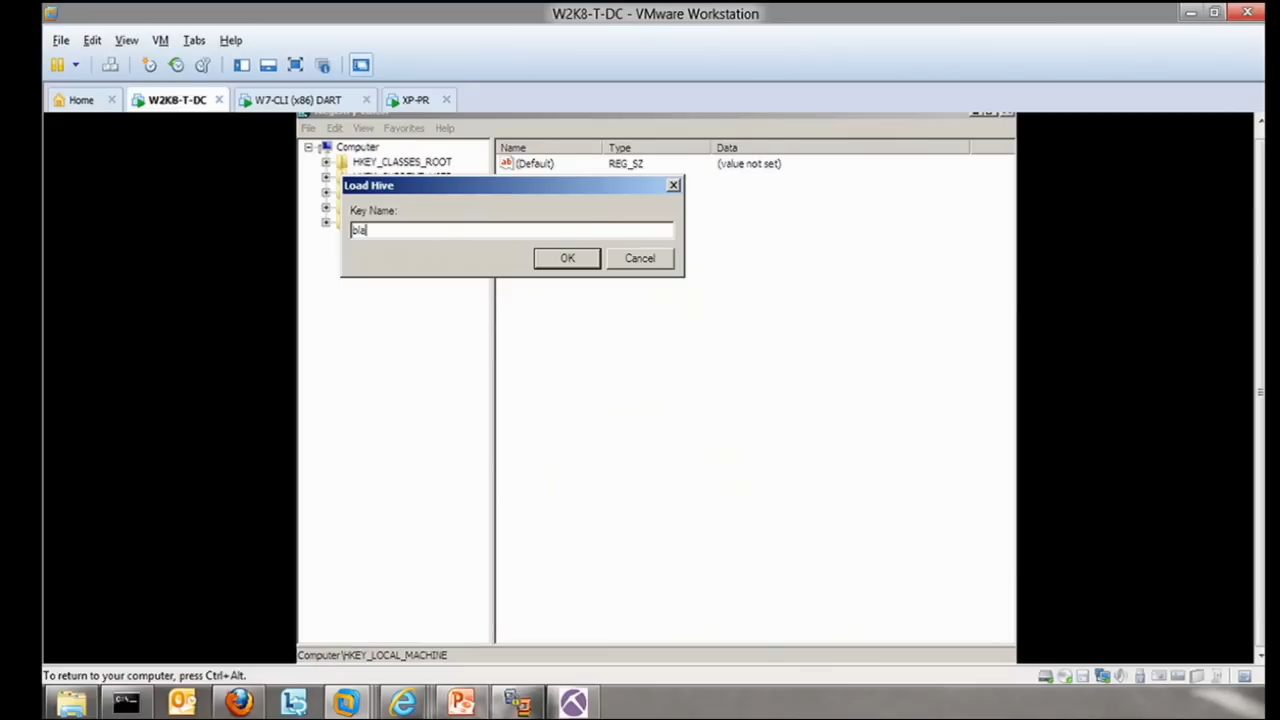 W2K8-T-DC - VMware Workstation
File Edit View VM Tabs Help
Home W2K8-T-DC W7-CLI (x86) DART XP-PR
File Edit View Favorites Help
Computer Name Type Data
HKEY_CLASSES_ROOT (Default) REG_SZ (value not set)
Load Hive
Key Name:
bla
OK Cancel
Computer\HKEY_LOCAL_MACHINE
To return to your computer, press Ctrl+Alt.